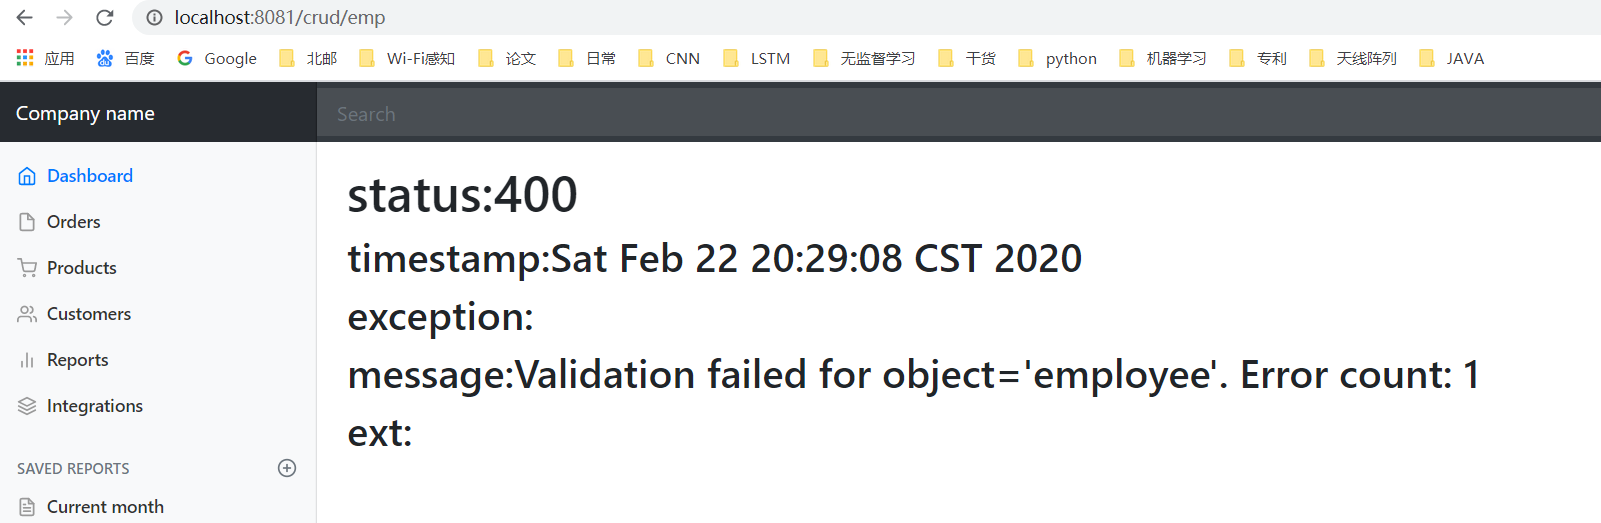 localhost:8081/crud/emp
应用 百度 Google 北邮 Wi-Fi感知 论文 日常 CNN LSTM 无监督学习 干货 python 机器学习 专利 天线阵列 JAVA
Company name Search
Dashboard
Orders
Products
Customers
Reports
Integrations
SAVED REPORTS
Current month
status:400
timestamp:Sat Feb 22 20:29:08 CST 2020
exception:
message:Validation failed for object='employee'. Error count: 1
ext: